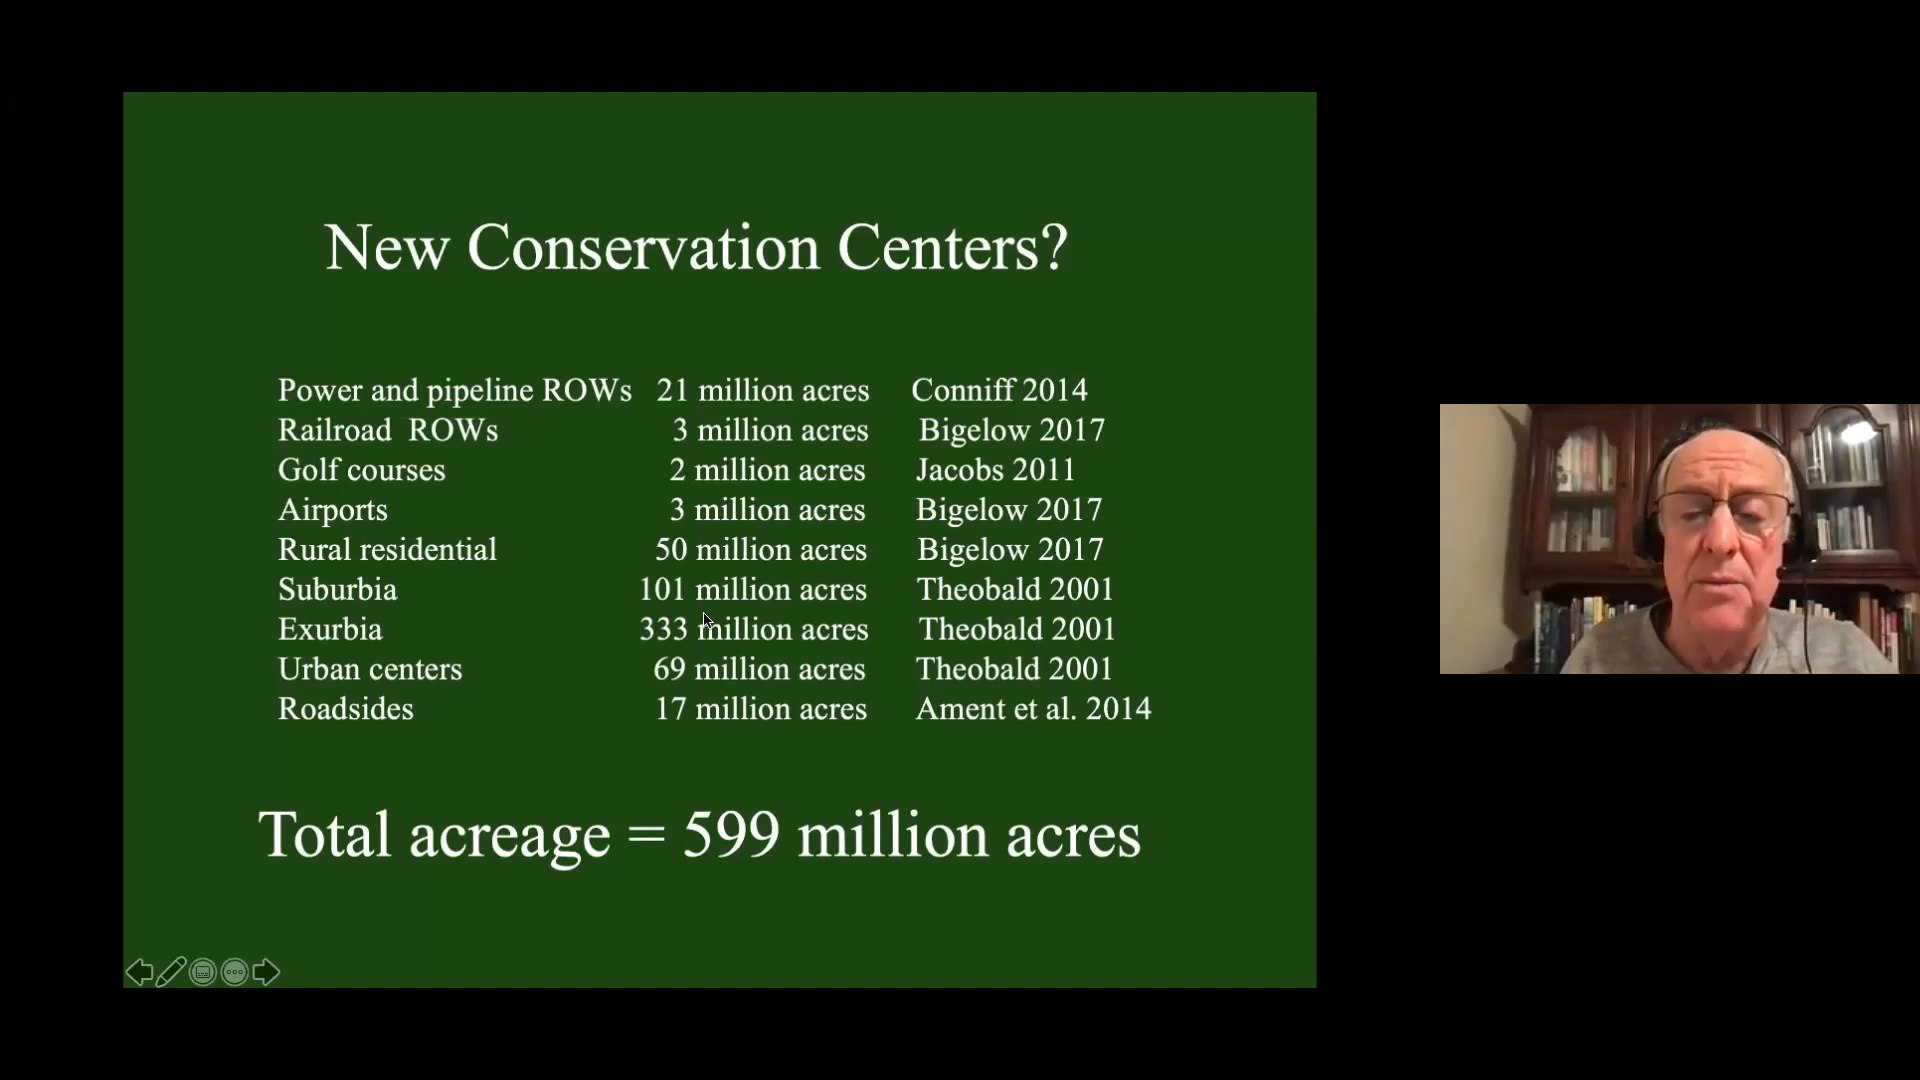 New Conservation Centers?
Power and pipeline ROWs 21 million acres Conniff 2014
Railroad ROWs 3 million acres Bigelow 2017
Golf courses 2 million acres Jacobs 2011
Airports 3 million acres Bigelow 2017
Rural residential 50 million acres Bigelow 2017
Suburbia 101 million acres Theobald 2001
Exurbia 333 million acres Theobald 2001
Urban centers 69 million acres Theobald 2001
Roadsides 17 million acres Ament et al. 2014
Total acreage = 599 million acres